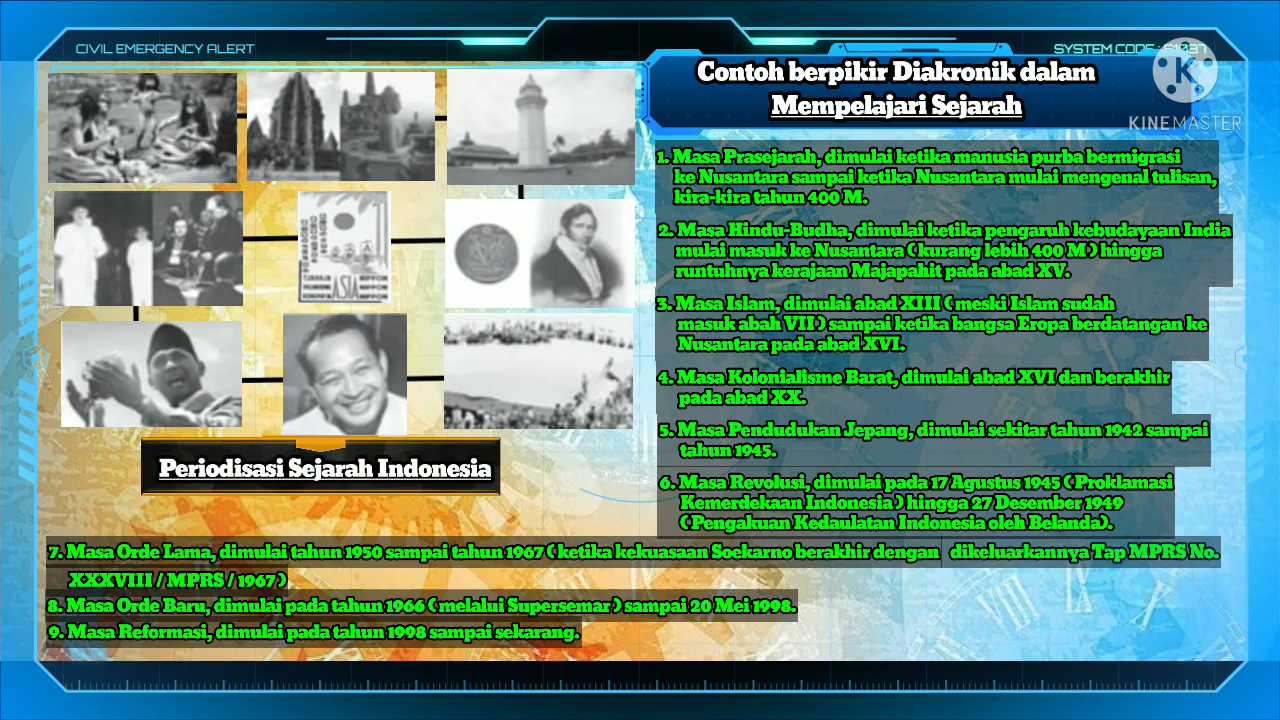 CIVIL EMERGENCY ALERT
Contoh berpikir Diakronik dalam
Mempelajari Sejarah
KINEMASTER
1. Masa Prasejarah, dimulai ketika manusia purba bermigrasi
ke Nusantara sampai ketika Nusantara mulai mengenal tulisan,
kira-kira tahun 400 M.
2. Masa Hindu-Budha, dimulai ketika pengaruh kebudayaan India
mulai masuk ke Nusantara ( kurang lebih 400 M ) hingga
runtuhnya kerajaan Majapahit pada abad XV.
3. Masa Islam, dimulai abad XIII ( meski Islam sudah
masuk abah VII ) sampai ketika bangsa Eropa berdatangan ke
Nusantara pada abad XVI.
4. Masa Kolonialisme Barat, dimulai abad XVI dan berakhir
pada abad XX.
5. Masa Pendudukan Jepang, dimulai sekitar tahun 1942 sampai
tahun 1945.
6. Masa Revolusi, dimulai pada 17 Agustus 1945 ( Proklamasi
Kemerdekaan Indonesia ) hingga 27 Desember 1949
( Pengakuan Kedaulatan Indonesia oleh Belanda).
ASIA
Periodisasi Sejarah Indonesia
7. Masa Orde Lama, dimulai tahun 1950 sampai tahun 1967 ( ketika kekuasaan Soekarno berakhir dengan dikeluarkannya Tap MPRS No.
XXXVIII / MPRS / 1967 )
8. Masa Orde Baru, dimulai pada tahun 1966 ( melalui Supersemar ) sampai 20 Mei 1998.
9. Masa Reformasi, dimulai pada tahun 1998 sampai sekarang.